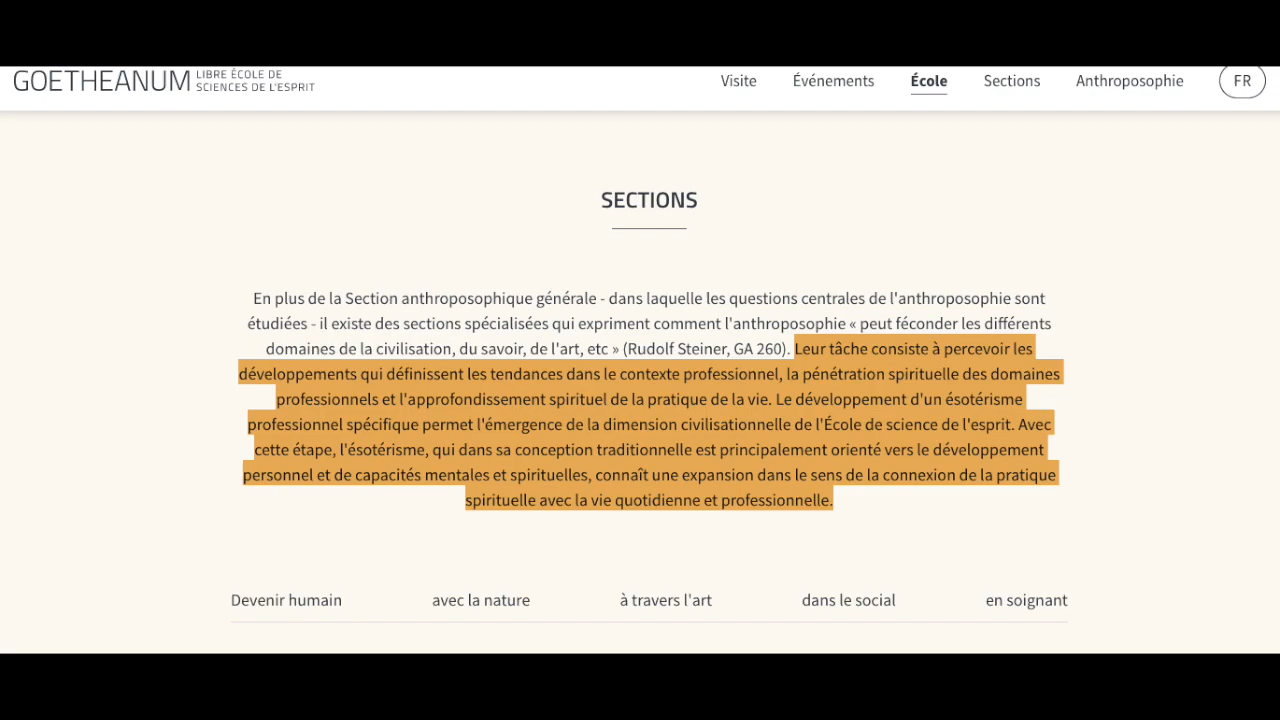 GOETHEANUM LIBRE ÉCOLE DE
SCIENCES DE L'ESPRIT
Visite Événements École Sections Anthroposophie FR
SECTIONS
En plus de la Section anthroposophique générale - dans laquelle les questions centrales de l'anthroposophie sont
étudiées - il existe des sections spécialisées qui expriment comment l'anthroposophie « peut féconder les différents
domaines de la civilisation, du savoir, de l'art, etc » (Rudolf Steiner, GA 260). Leur tâche consiste à percevoir les
développements qui définissent les tendances dans le contexte professionnel, la pénétration spirituelle des domaines
professionnels et l'approfondissement spirituel de la pratique de la vie. Le développement d'un ésotérisme
professionnel spécifique permet l'émergence de la dimension civilisationnelle de l'École de science de l'esprit. Avec
cette étape, l'ésotérisme, qui dans sa conception traditionnelle est principalement orienté vers le développement
personnel et de capacités mentales et spirituelles, connaît une expansion dans le sens de la connexion de la pratique
spirituelle avec la vie quotidienne et professionnelle.
Devenir humain avec la nature à travers l'art dans le social en soignant